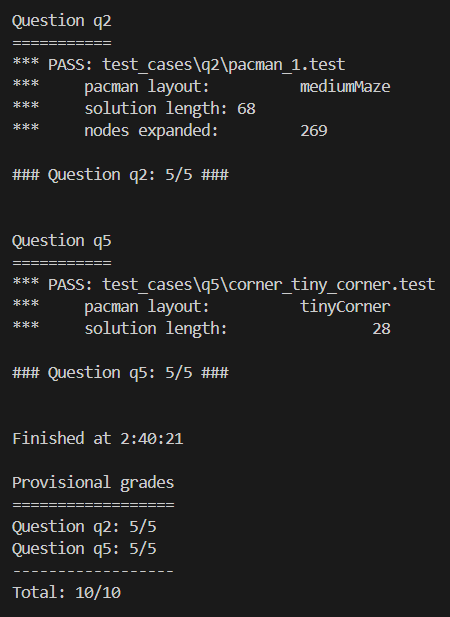 Question q2
===========
*** PASS: test_cases\q2\pacman_1.test
***     pacman layout:          mediumMaze
***     solution length: 68
***     nodes expanded:         269

### Question q2: 5/5 ###


Question q5
===========
*** PASS: test_cases\q5\corner_tiny_corner.test
***     pacman layout:          tinyCorner
***     solution length:                28

### Question q5: 5/5 ###


Finished at 2:40:21

Provisional grades
==================
Question q2: 5/5
Question q5: 5/5
------------------
Total: 10/10